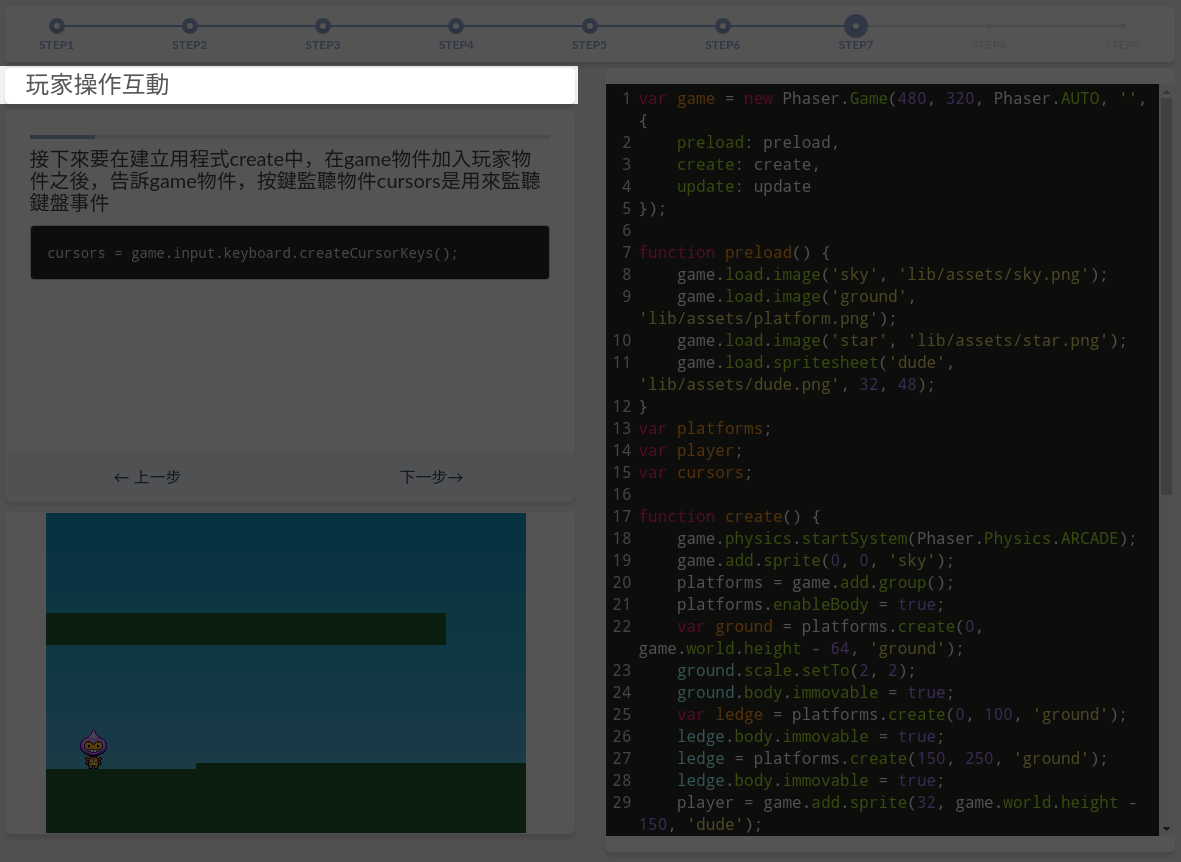 STEP1 STEP2 STEP3 STEP4 STEP5 STEP6 STEP7 STEP8 STEP9
玩家操作互動
接下來要在建立用程式create中，在game物件加入玩家物
件之後，告訴game物件，按鍵監聽物件cursors是用來監聽
鍵盤事件
cursors = game.input.keyboard.createCursorKeys();
← 上一步
下一步→
1 var game = new Phaser.Game(480, 320, Phaser.AUTO, '',
{
2     preload: preload,
3     create: create,
4     update: update
5 });
6
7 function preload() {
8     game.load.image('sky', 'lib/assets/sky.png');
9     game.load.image('ground',
'lib/assets/platform.png');
10     game.load.image('star', 'lib/assets/star.png');
11     game.load.spritesheet('dude',
'lib/assets/dude.png', 32, 48);
12 }
13 var platforms;
14 var player;
15 var cursors;
16
17 function create() {
18     game.physics.startSystem(Phaser.Physics.ARCADE);
19     game.add.sprite(0, 0, 'sky');
20     platforms = game.add.group();
21     platforms.enableBody = true;
22     var ground = platforms.create(0,
game.world.height - 64, 'ground');
23     ground.scale.setTo(2, 2);
24     ground.body.immovable = true;
25     var ledge = platforms.create(0, 100, 'ground');
26     ledge.body.immovable = true;
27     ledge = platforms.create(150, 250, 'ground');
28     ledge.body.immovable = true;
29     player = game.add.sprite(32, game.world.height -
150, 'dude');